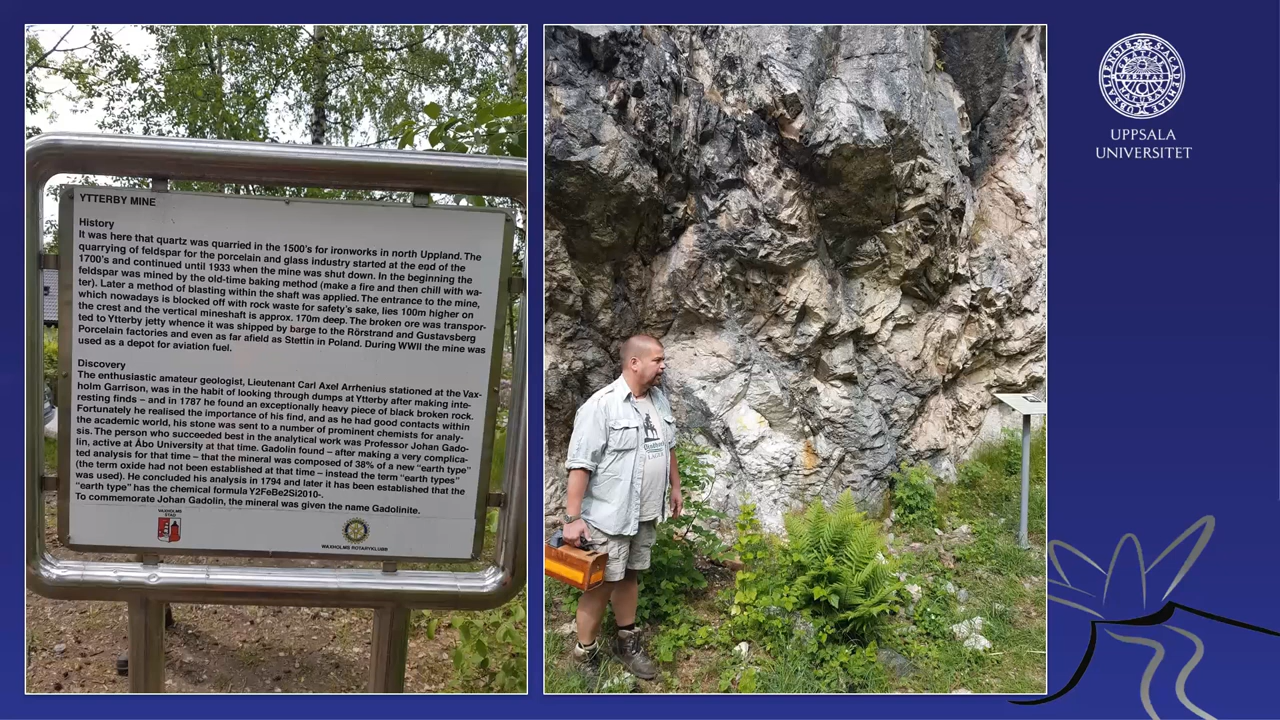 YTTERBY MINE
History
It was here that quartz was quarried in the 1500's for ironworks in north Uppland. The
quarrying of feldspar for the porcelain and glass industry started at the end of the
1700's and continued until 1933 when the mine was shut down. In the beginning the
feldspar was mined by the old-time baking method (make a fire and then chill with wa-
ter). Later a method of blasting within the shaft was applied. The entrance to the mine,
which nowadays is blocked off with rock waste for safety's sake, lies 100m higher on
the crest and the vertical mineshaft is approx. 170m deep. The broken ore was transpor-
ted to Ytterby jetty whence it was shipped by barge to the Rörstrand and Gustavsberg
Porcelain factories and even as far afield as Stettin in Poland. During WWII the mine was
used as a depot for aviation fuel.
Discovery
The enthusiastic amateur geologist, Lieutenant Carl Axel Arrhenius stationed at the Vax-
holm Garrison, was in the habit of looking through dumps at Ytterby after making inte-
resting finds – and in 1787 he found an exceptionally heavy piece of black broken rock.
Fortunately he realised the importance of his find, and as he had good contacts within
the academic world, his stone was sent to a number of prominent chemists for analy-
sis. The person who succeeded best in the analytical work was Professor Johan Gado-
lin, active at Åbo University at that time. Gadolin found – after making a very complica-
ted analysis for that time – that the mineral was composed of 38% of a new "earth type"
(the term oxide had not been established at that time – instead the term "earth types"
was used). He concluded his analysis in 1794 and later it has been established that the
"earth type" has the chemical formula Y2FeBe2Si2010-.
To commemorate Johan Gadolin, the mineral was given the name Gadolinite.
VAXHOLMS
STAD
WAXHOLMS ROTARYKLUBB
LAGER
VERITAS
UPPSALA
UNIVERSITET